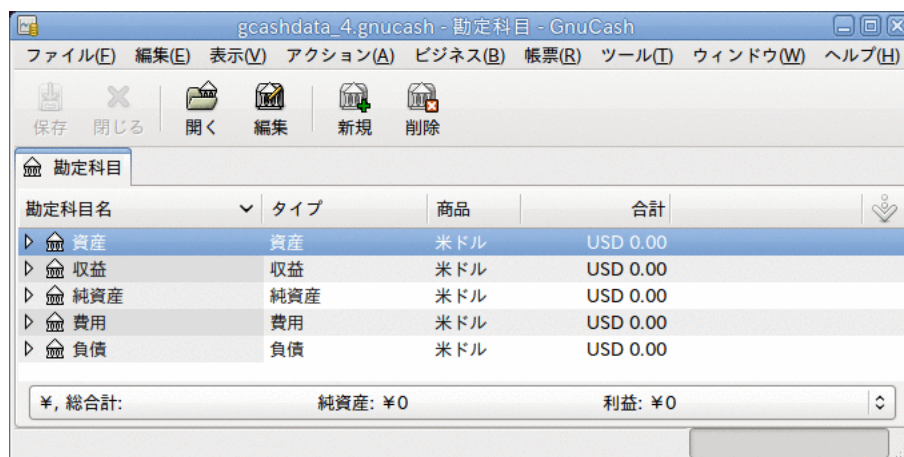 gcashdata_4.gnucash - 勘定科目 - GnuCash
ファイル(F) 編集(E) 表示(V) アクション(A) ビジネス(B) 帳票(R) ツール(T) ウィンドウ(W) ヘルプ(H)
保存 閉じる 開く 編集 新規 削除
勘定科目
勘定科目名 タイプ 商品 合計
資産 資産 米ドル USD 0.00
収益 収益 米ドル USD 0.00
純資産 純資産 米ドル USD 0.00
費用 費用 米ドル USD 0.00
負債 負債 米ドル USD 0.00
¥, 総合計: 純資産: ¥0 利益: ¥0